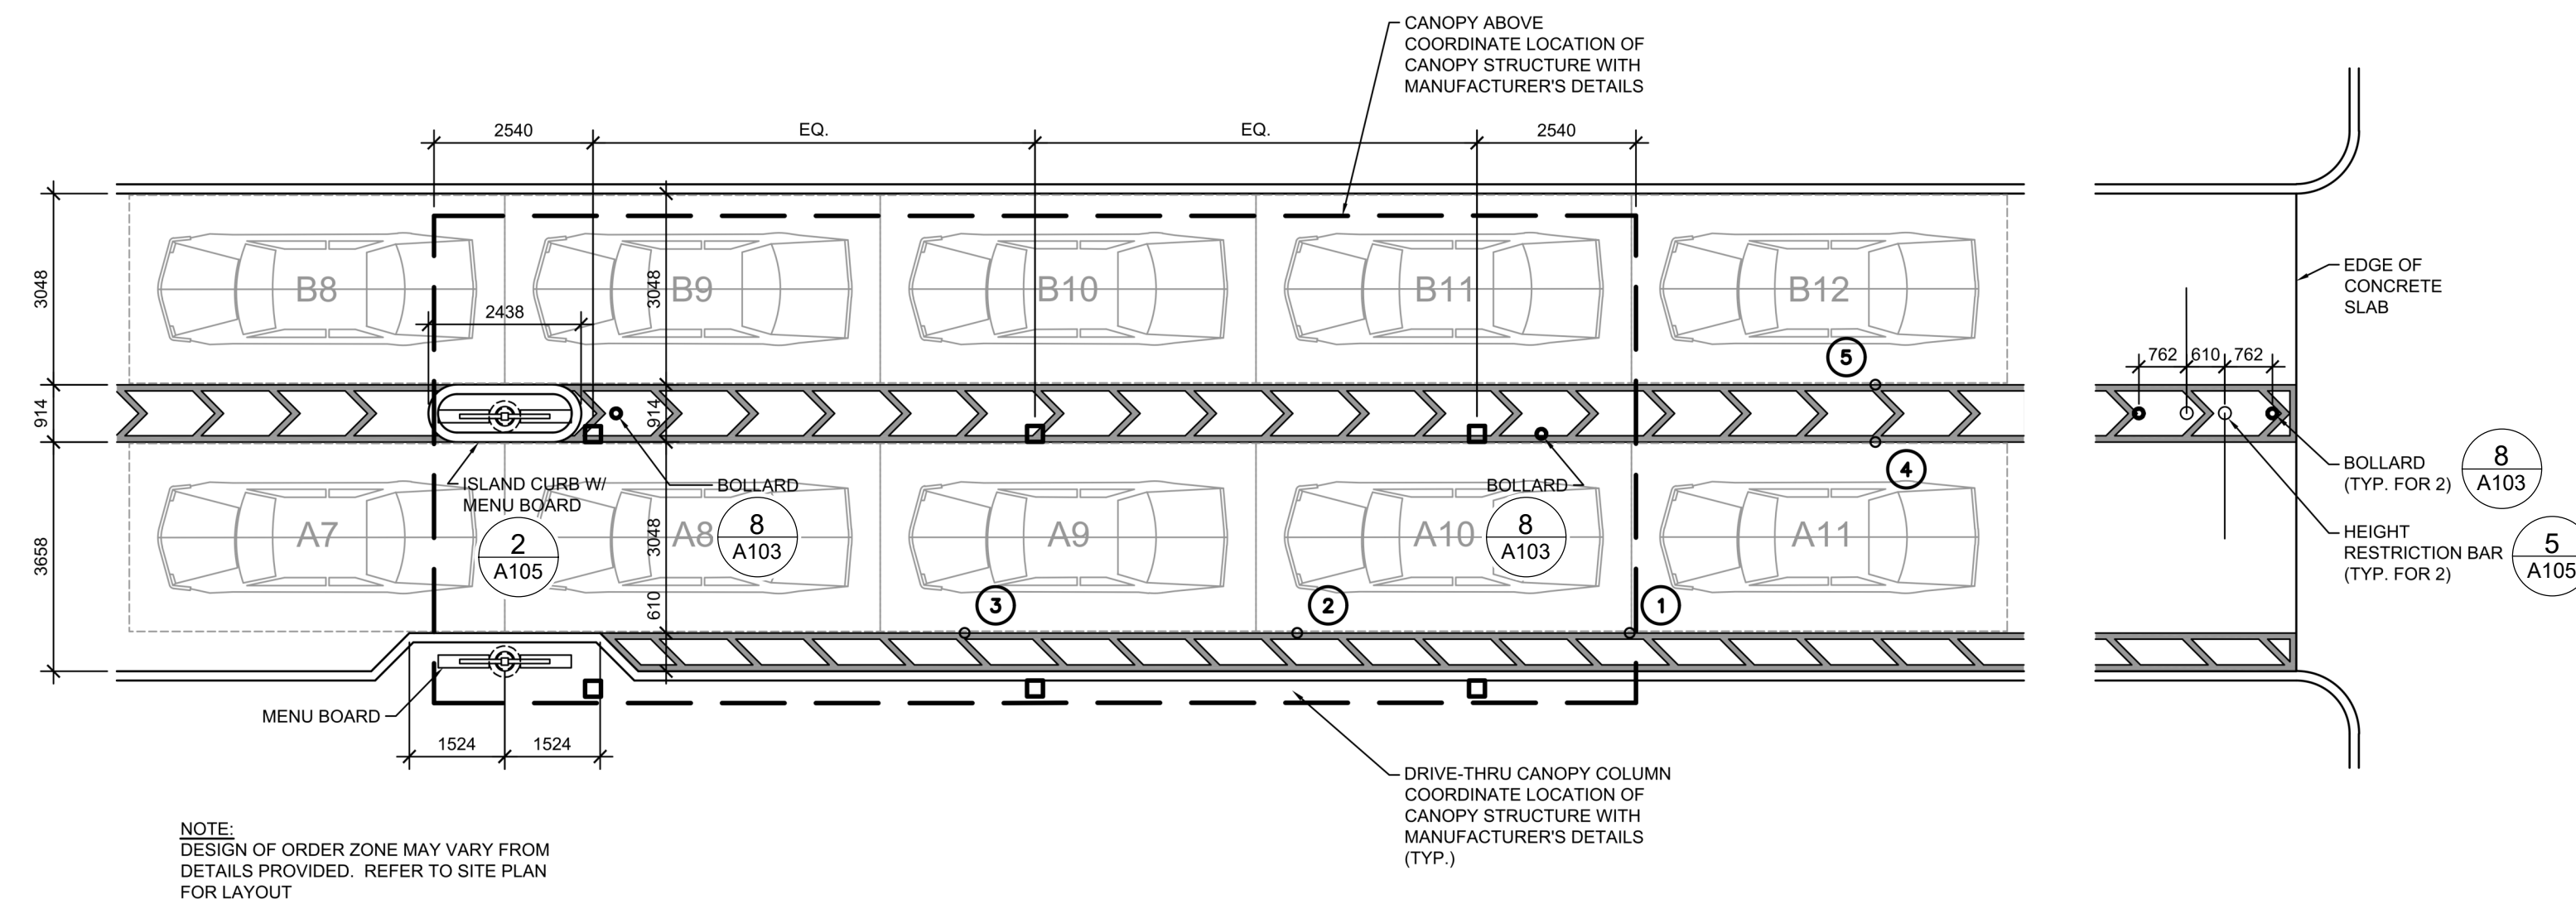 CANOPY ABOVE
COORDINATE LOCATION OF
CANOPY STRUCTURE WITH
MANUFACTURER'S DETAILS
2540
EQ.
EQ.
2540
3048
B8
3048
B9
B10
B11
B12
EDGE OF
CONCRETE
SLAB
2438
5
762
610
762
914
914
4
BOLLARD
(TYP. FOR 2)
8
A103
ISLAND CURB W/
MENU BOARD
2
A105
BOLLARD
8
A103
BOLLARD
8
A103
3658
A7
3048
A8
A9
A10
A11
HEIGHT
RESTRICTION BAR
(TYP. FOR 2)
5
A105
610
3
2
1
MENU BOARD
1524
1524
DRIVE-THRU CANOPY COLUMN
COORDINATE LOCATION OF
CANOPY STRUCTURE WITH
MANUFACTURER'S DETAILS
(TYP.)
NOTE:
DESIGN OF ORDER ZONE MAY VARY FROM
DETAILS PROVIDED. REFER TO SITE PLAN
FOR LAYOUT